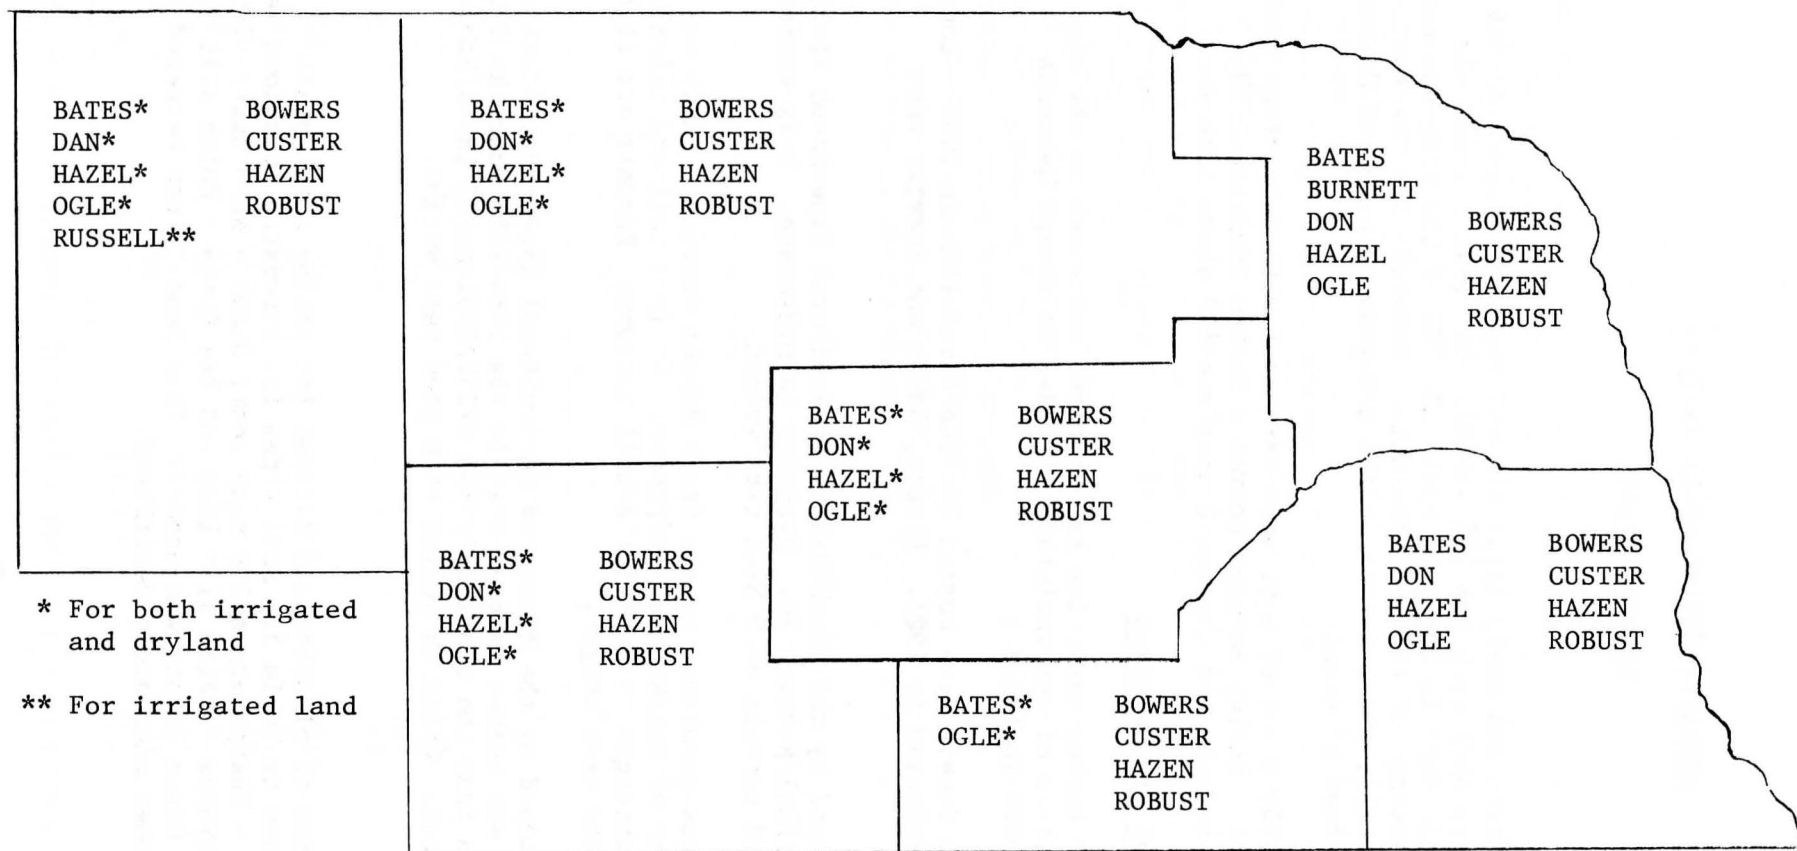 BATES* BOWERS
DAN* CUSTER
HAZEL* HAZEN
OGLE* ROBUST
RUSSELL**
BATES* BOWERS
DON* CUSTER
HAZEL* HAZEN
OGLE* ROBUST
BATES
BURNETT
DON BOWERS
HAZEL CUSTER
OGLE HAZEN
ROBUST
BATES* BOWERS
DON* CUSTER
HAZEL* HAZEN
OGLE* ROBUST
BATES* BOWERS
DON* CUSTER
HAZEL* HAZEN
OGLE* ROBUST
BATES BOWERS
DON CUSTER
HAZEL HAZEN
OGLE ROBUST
BATES* BOWERS
OGLE* CUSTER
HAZEN
ROBUST
* For both irrigated
and dryland
** For irrigated land